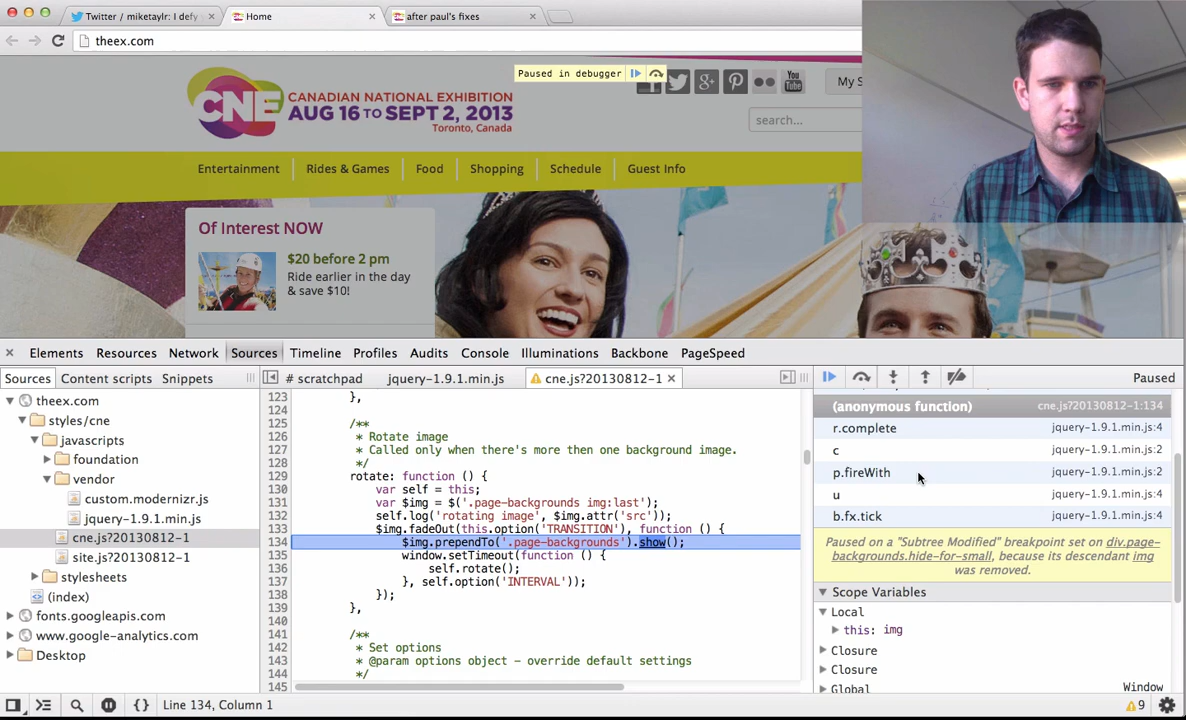 Twitter / miketaylr: I defy
Home
after paul's fixes
theex.com
Paused in debugger
CNE CANADIAN NATIONAL EXHIBITION
AUG 16 TO SEPT 2, 2013
Toronto, Canada
You
Tube
My S
search...
Entertainment
Rides & Games
Food
Shopping
Schedule
Guest Info
Of Interest NOW
$20 before 2 pm
Ride earlier in the day
& save $10!
Elements Resources Network Sources Timeline Profiles Audits Console Illuminations Backbone PageSpeed
Sources Content scripts Snippets
# scratchpad jquery-1.9.1.min.js cne.js?20130812-1
Paused
theex.com
styles/cne
javascripts
foundation
vendor
custom.modernizr.js
jquery-1.9.1.min.js
cne.js?20130812-1
site.js?20130812-1
stylesheets
(index)
fonts.googleapis.com
www.google-analytics.com
Desktop
123 },
124
125 /**
126 * Rotate image
127 * Called only when there's more then one background image.
128 */
129 rotate: function () {
130 var self = this;
131 var $img = $('.page-backgrounds img:last');
132 self.log('rotating image', $img.attr('src'));
133 $img.fadeOut(this.option('TRANSITION'), function () {
134 $img.prependTo('.page-backgrounds').show();
135 window.setTimeout(function () {
136 self.rotate();
137 }, self.option('INTERVAL'));
138 });
139 },
140
141 /**
142 * Set options
143 * @param options object - override default settings
144 */
145
(anonymous function) cne.js?20130812-1:134
r.complete jquery-1.9.1.min.js:4
c jquery-1.9.1.min.js:2
p.fireWith jquery-1.9.1.min.js:2
u jquery-1.9.1.min.js:4
b.fx.tick jquery-1.9.1.min.js:4
Paused on a "Subtree Modified" breakpoint set on div.page-
backgrounds.hide-for-small, because its descendant img
was removed.
Scope Variables
Local
this: img
Closure
Closure
Global Window
{} Line 134, Column 1
9